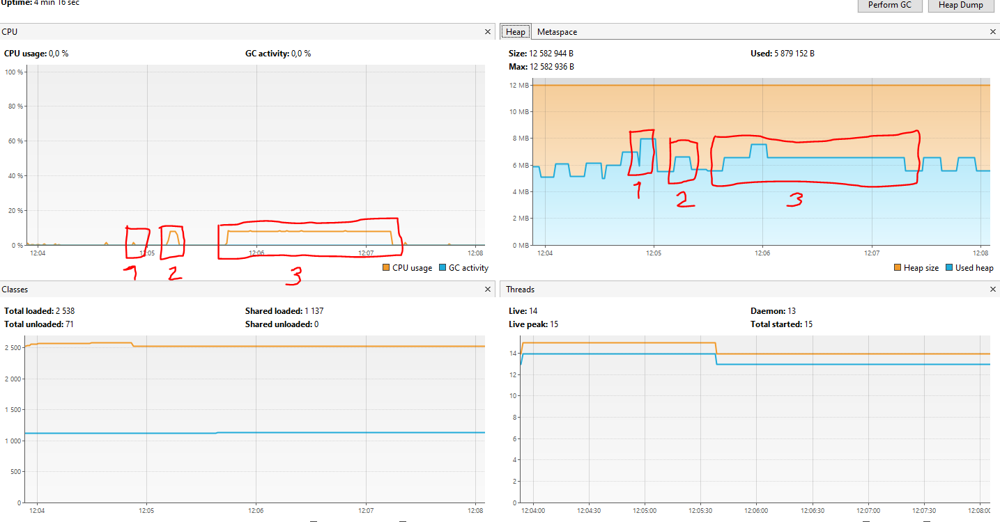 Uptime: 4 min 16 sec
Perform GC
Heap Dump
CPU
×
CPU usage: 0,0 %
GC activity: 0,0 %
100 %
80 %
60 %
40 %
20 %
0 %
12:04
12:05
12:06
12:07
12:08
1
2
3
CPU usage
GC activity
Heap
Metaspace
×
Size: 12 582 944 B
Used: 5 879 152 B
Max: 12 582 936 B
12 MB
10 MB
8 MB
6 MB
4 MB
2 MB
0 MB
1
2
3
12:04
12:05
12:06
12:07
12:08
Heap size
Used heap
Classes
×
Total loaded: 2 538
Shared loaded: 1 137
Total unloaded: 71
Shared unloaded: 0
2 500
2 000
1 500
1 000
500
0
12:04
12:05
12:06
12:07
12:08
Threads
×
Live: 14
Daemon: 13
Live peak: 15
Total started: 15
14
12
10
8
6
4
2
0
12:04:00
12:04:30
12:05:00
12:05:30
12:06:00
12:06:30
12:07:00
12:07:30
12:08:00